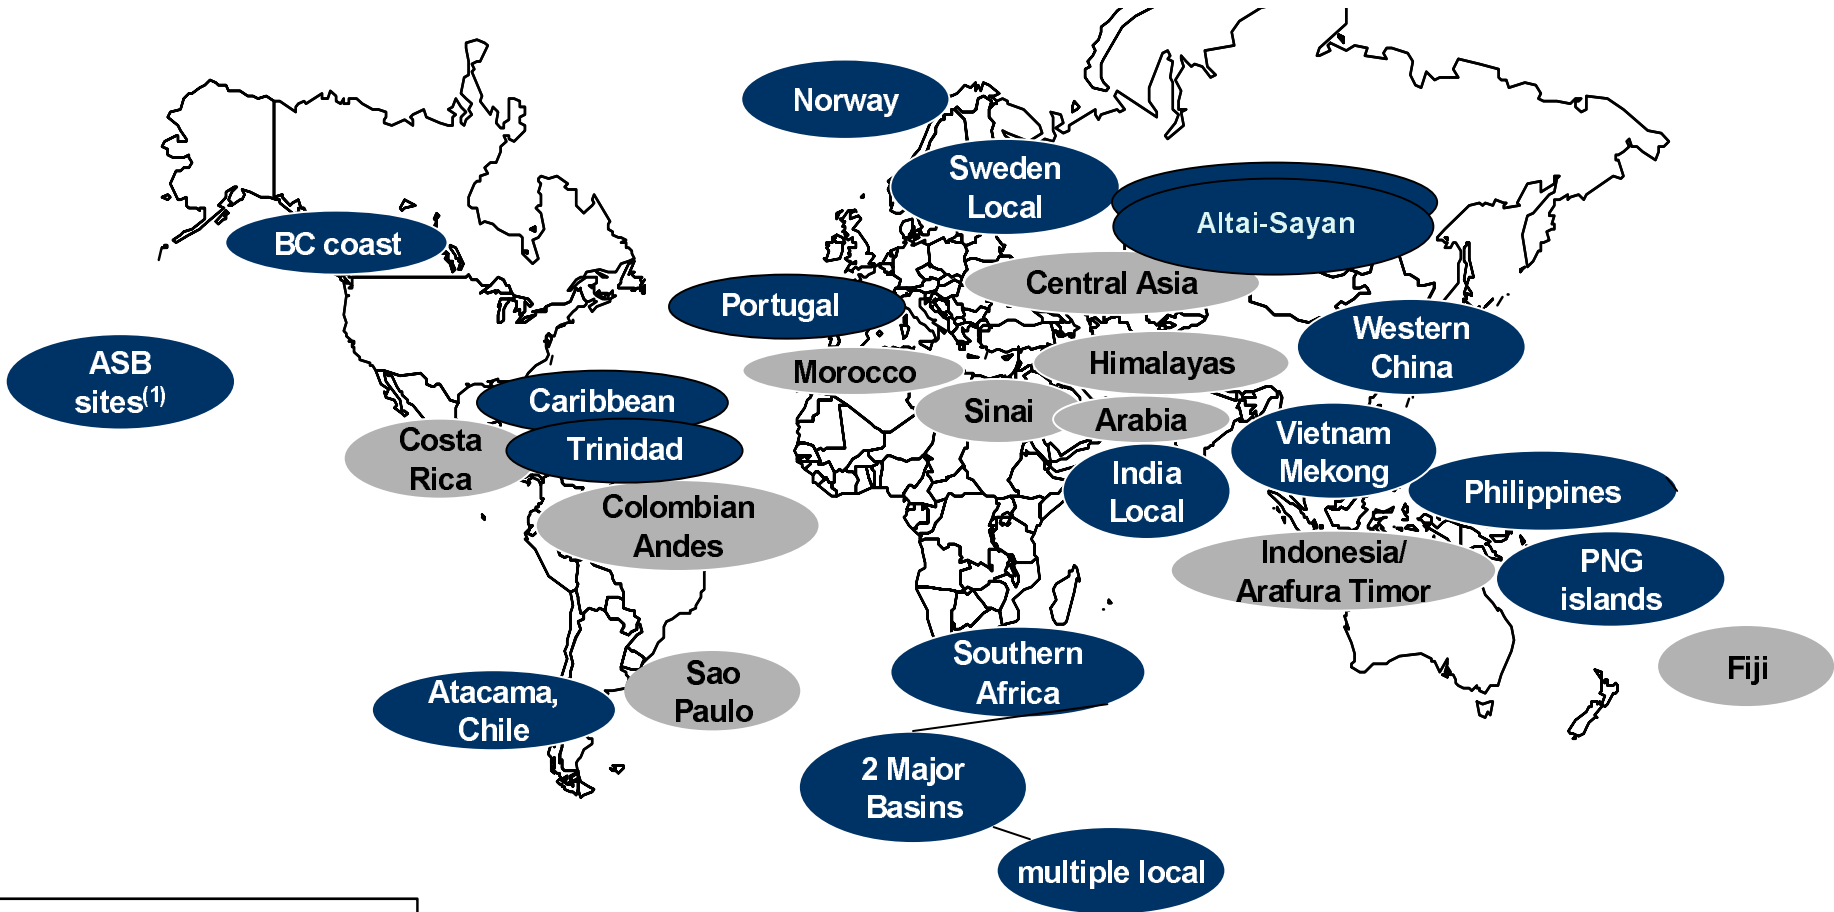 Norway
Sweden
Local
Altai-Sayan
BC coast
Central Asia
Portugal
Western
China
ASB
sites(1)
Morocco
Himalayas
Caribbean
Sinai
Arabia
Costa
Rica
Trinidad
Vietnam
Mekong
India
Local
Philippines
Colombian
Andes
Indonesia/
Arafura Timor
PNG
islands
Southern
Africa
Fiji
Sao
Paulo
Atacama,
Chile
2 Major
Basins
multiple local